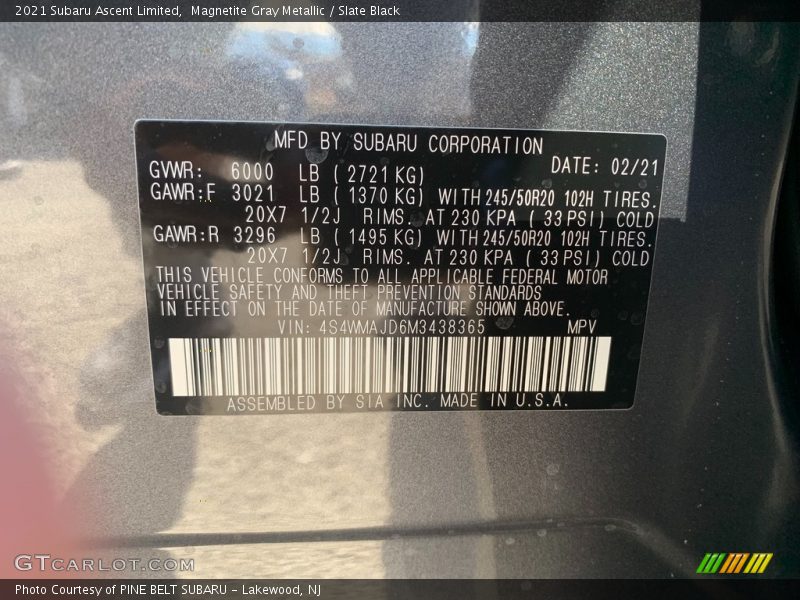 2021 Subaru Ascent Limited, Magnetite Gray Metallic / Slate Black
MFD BY SUBARU CORPORATION
GVWR: 6000 LB ( 2721 KG) DATE: 02/21
GAWR:F 3021 LB ( 1370 KG) WITH 245/50R20 102H TIRES.
20X7 1/2J RIMS. AT 230 KPA ( 33 PSI) COLD
GAWR:R 3296 LB ( 1495 KG) WITH 245/50R20 102H TIRES.
20X7 1/2J RIMS. AT 230 KPA ( 33 PSI) COLD
THIS VEHICLE CONFORMS TO ALL APPLICABLE FEDERAL MOTOR
VEHICLE SAFETY AND THEFT PREVENTION STANDARDS
IN EFFECT ON THE DATE OF MANUFACTURE SHOWN ABOVE.
VIN: 4S4WMAJD6M3438365 MPV
ASSEMBLED BY SIA INC. MADE IN U.S.A.
GTCARLOT.COM
Photo Courtesy of PINE BELT SUBARU - Lakewood, NJ